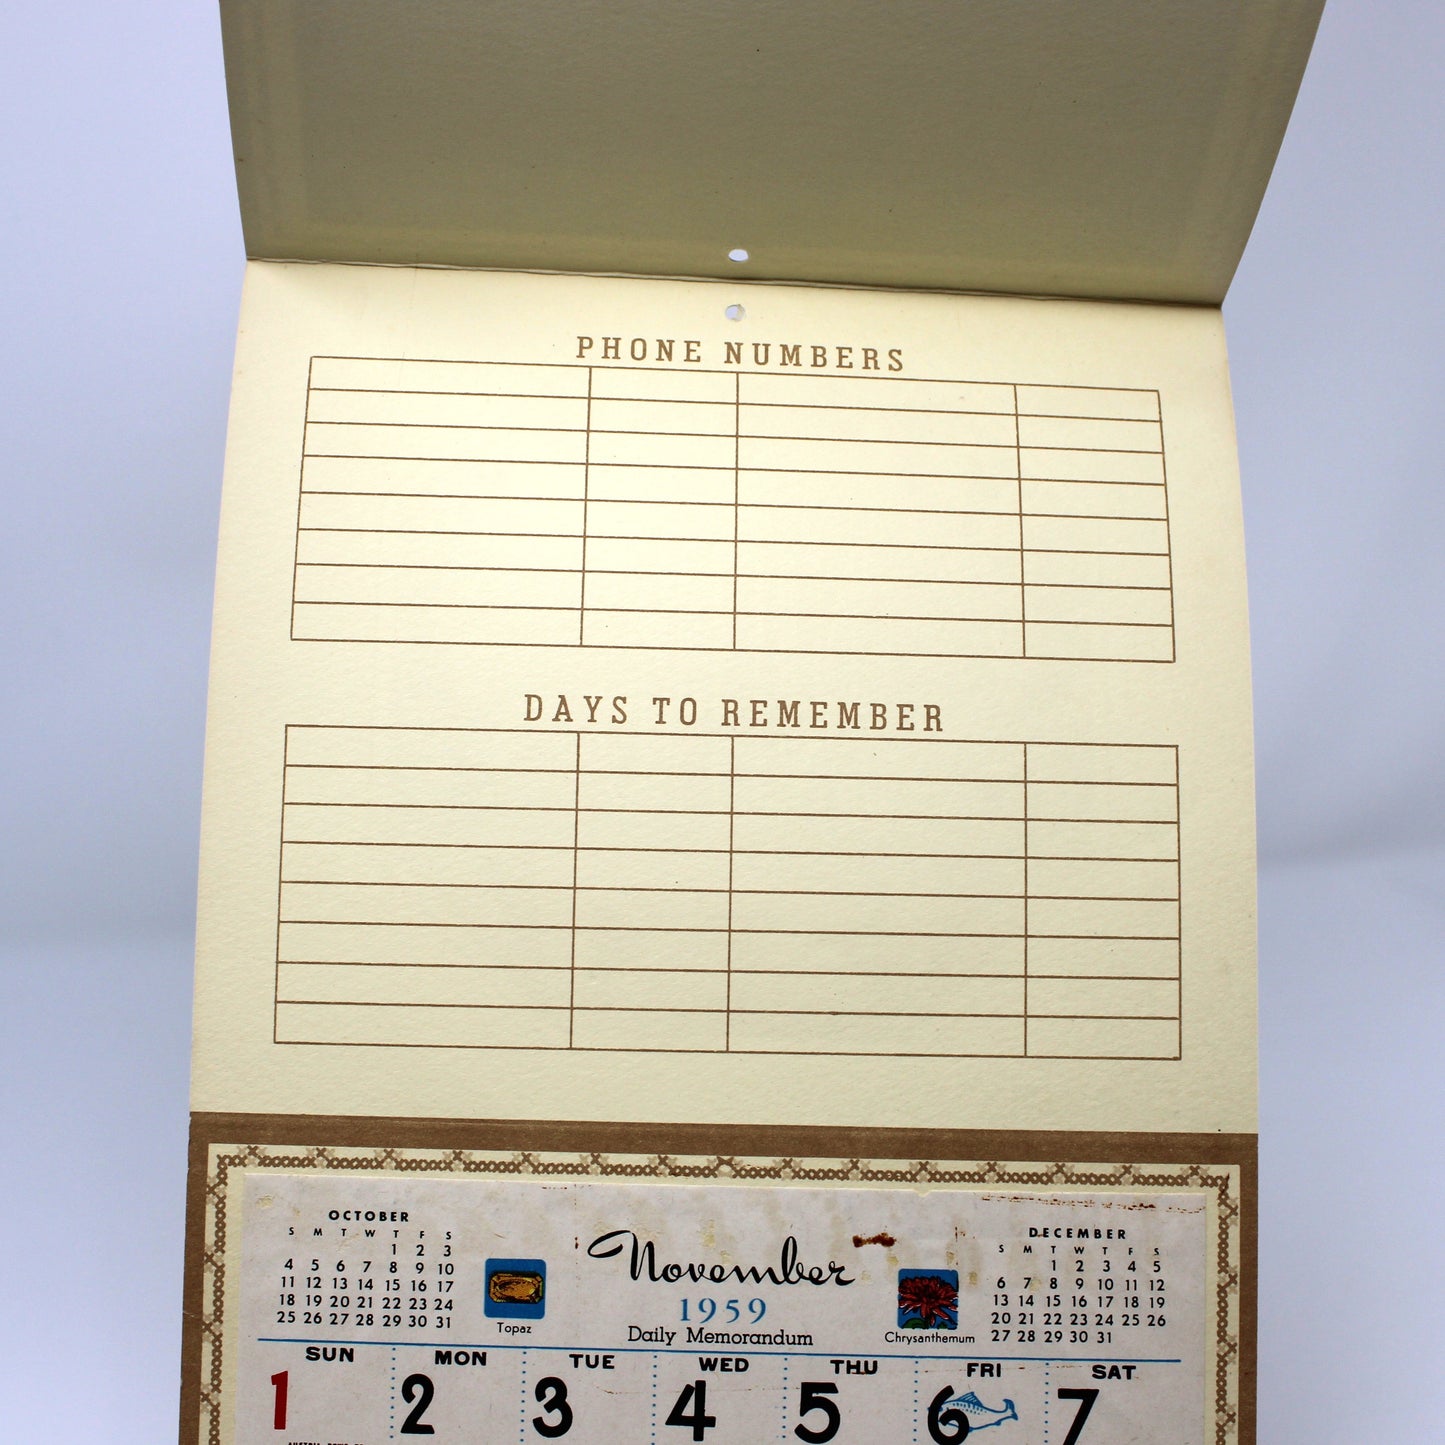 PHONE NUMBERS
DAYS TO REMEMBER
OCTOBER
S M T W T F S
1 2 3
4 5 6 7 8 9 10
11 12 13 14 15 16 17
18 19 20 21 22 23 24
25 26 27 28 29 30 31
Topaz
November
1959
Daily Memorandum
Chrysanthemum
DECEMBER
S M T W T F S
1 2 3 4 5
6 7 8 9 10 11 12
13 14 15 16 17 18 19
20 21 22 23 24 25 26
27 28 29 30 31
SUN MON TUE WED THU FRI SAT
1 2 3 4 5 6 7